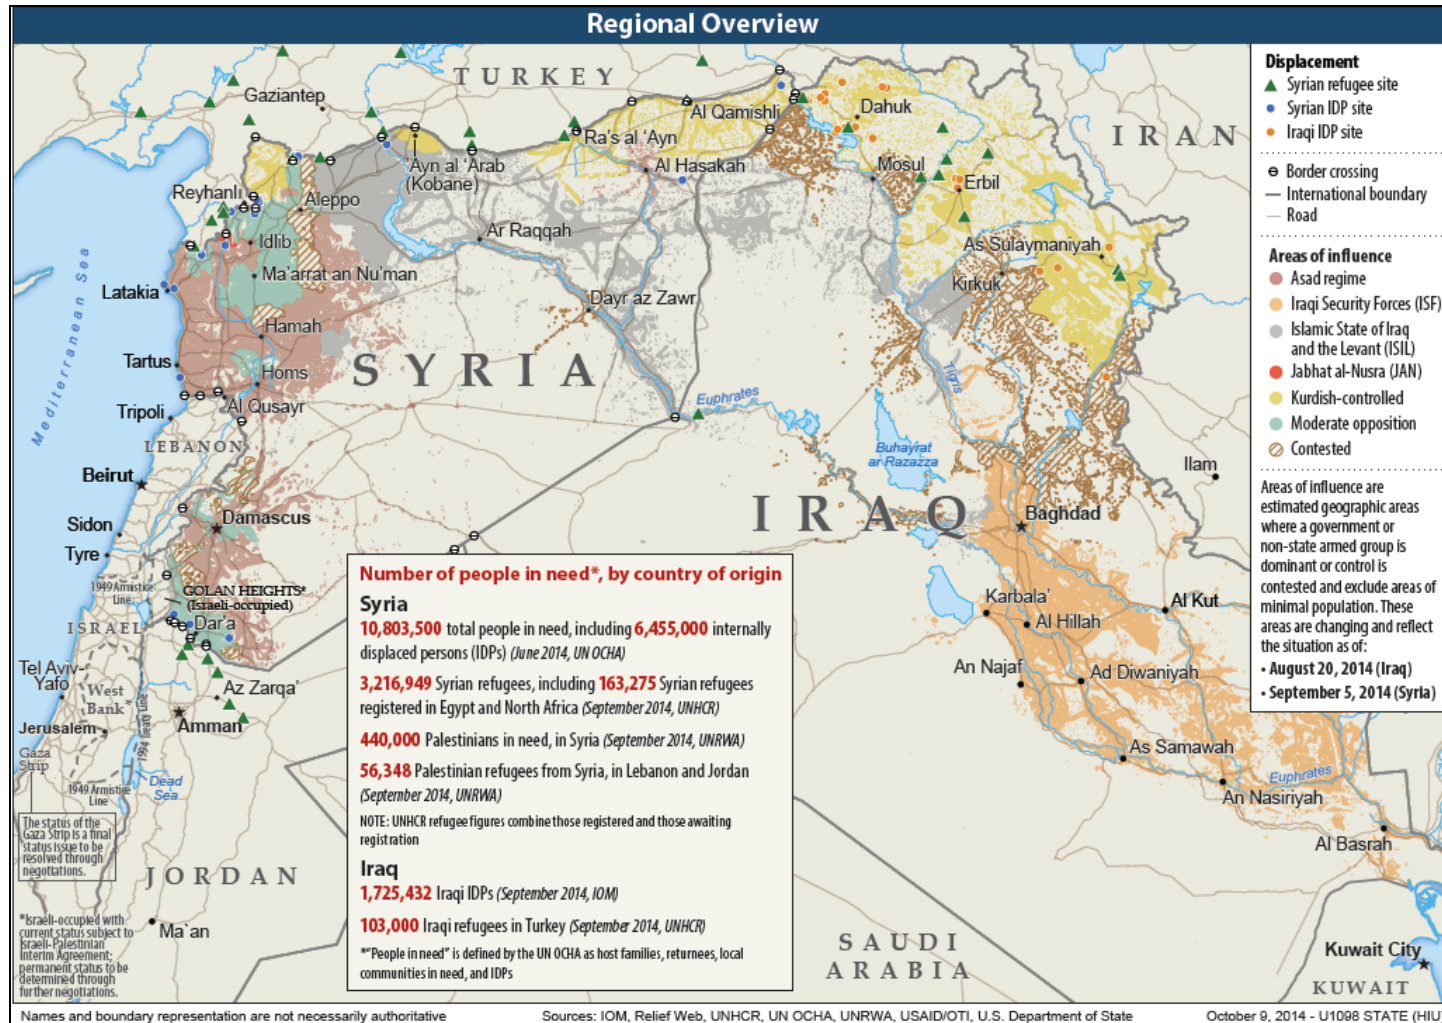 Regional Overview
TURKEY
Gaziantep
Al Qamishli
Dahuk
IRAN
Ra's al 'Ayn
'Ayn al 'Arab
(Kobane)
Al Hasakah
Mosul
Reyhanlı
Aleppo
Erbil
Idlib
Ar Raqqah
As Sulaymaniyah
Ma'arrat an Nu'man
Kirkuk
Latakia
Dayr az Zawr
Hamah
Mediterranean Sea
SYRIA
Tartus
Homs
Tigris
Euphrates
Tripoli
Al Qusayr
LEBANON
Buhayrat
ar Razazza
Ilam
Beirut
IRAQ
Damascus
Baghdad
Sidon
Tyre
1949 Armistice
Line
GOLAN HEIGHTS*
(Israeli-occupied)
Karbala'
Al Kut
Al Hillah
ISRAEL
Dar'a
Tel Aviv-
Yafo
An Najaf
Ad Diwaniyah
West
Bank*
Az Zarqa'
Amman
Jerusalem
1994 Treaty Line
Gaza
Strip
As Samawah
Dead
Sea
1949 Armistice
Line
Euphrates
An Nasiriyah
Al Basrah
The status of the
Gaza Strip is a final
status issue to be
resolved through
negotiations.
JORDAN
*Israeli-occupied with
current status subject to
Israeli-Palestinian
Interim Agreement;
permanent status to be
determined through
further negotiations.
Ma`an
SAUDI
ARABIA
Kuwait City
KUWAIT
Number of people in need*, by country of origin
Syria
10,803,500 total people in need, including 6,455,000 internally
displaced persons (IDPs) (June 2014, UN OCHA)
3,216,949 Syrian refugees, including 163,275 Syrian refugees
registered in Egypt and North Africa (September 2014, UNHCR)
440,000 Palestinians in need, in Syria (September 2014, UNRWA)
56,348 Palestinian refugees from Syria, in Lebanon and Jordan
(September 2014, UNRWA)
NOTE: UNHCR refugee figures combine those registered and those awaiting
registration
Iraq
1,725,432 Iraqi IDPs (September 2014, IOM)
103,000 Iraqi refugees in Turkey (September 2014, UNHCR)
*"People in need" is defined by the UN OCHA as host families, returnees, local
communities in need, and IDPs
Displacement
Syrian refugee site
Syrian IDP site
Iraqi IDP site
Border crossing
International boundary
Road
Areas of influence
Asad regime
Iraqi Security Forces (ISF)
Islamic State of Iraq
and the Levant (ISIL)
Jabhat al-Nusra (JAN)
Kurdish-controlled
Moderate opposition
Contested
Areas of influence are
estimated geographic areas
where a government or
non-state armed group is
dominant or control is
contested and exclude areas of
minimal population. These
areas are changing and reflect
the situation as of:
• August 20, 2014 (Iraq)
• September 5, 2014 (Syria)
Names and boundary representation are not necessarily authoritative
Sources: IOM, Relief Web, UNHCR, UN OCHA, UNRWA, USAID/OTI, U.S. Department of State
October 9, 2014 - U1098 STATE (HIU